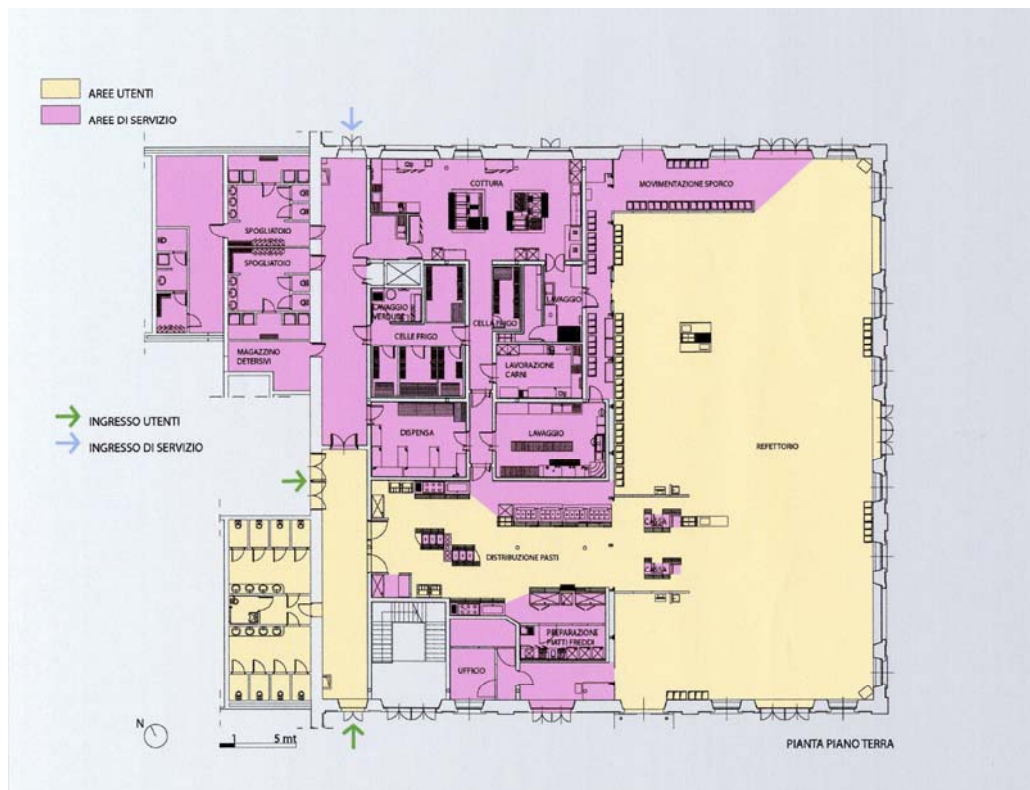 AREE UTENTI
AREE DI SERVIZIO
COTTURA
MOVIMENTAZIONE SPORCO
SPOGLIATOIO
SPOGLIATOIO
LAVAGGIO
VERDURE
LAVAGGIO
CELLE FRIGO
CELLA FRIGO
MAGAZZINO
DETERSIVI
LAVORAZIONE
CARNI
INGRESSO UTENTI
INGRESSO DI SERVIZIO
DISPENSA
LAVAGGIO
REFETTORIO
CASSA
DISTRIBUZIONE PASTI
CASSA
PREPARAZIONE
PIATTI FREDDI
UFFICIO
N
1 5 mt
PIANTA PIANO TERRA